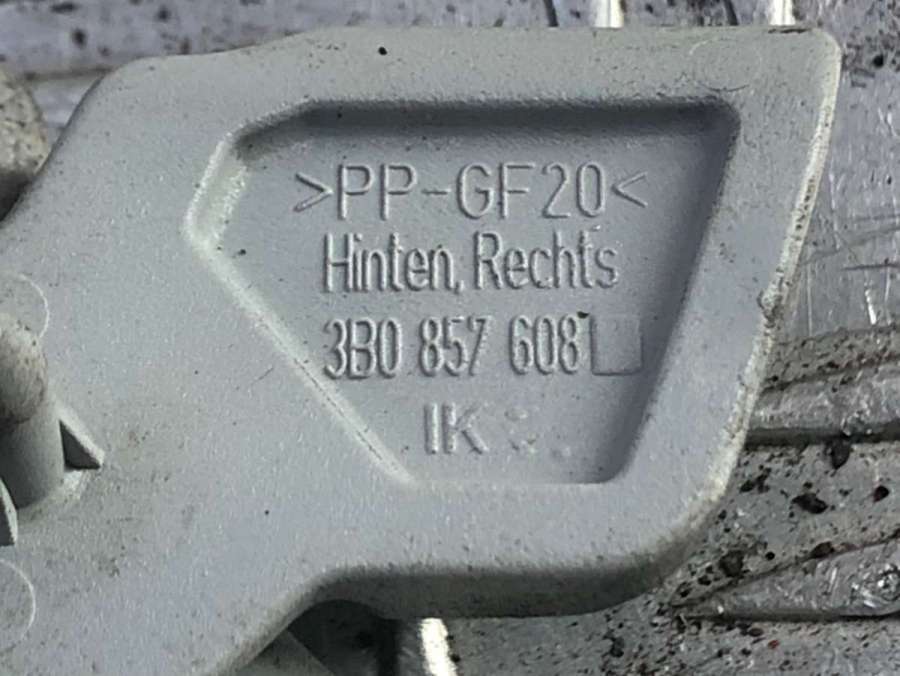 >PP-GF20<
Hinten, Rechts
3B0 857 608
IK